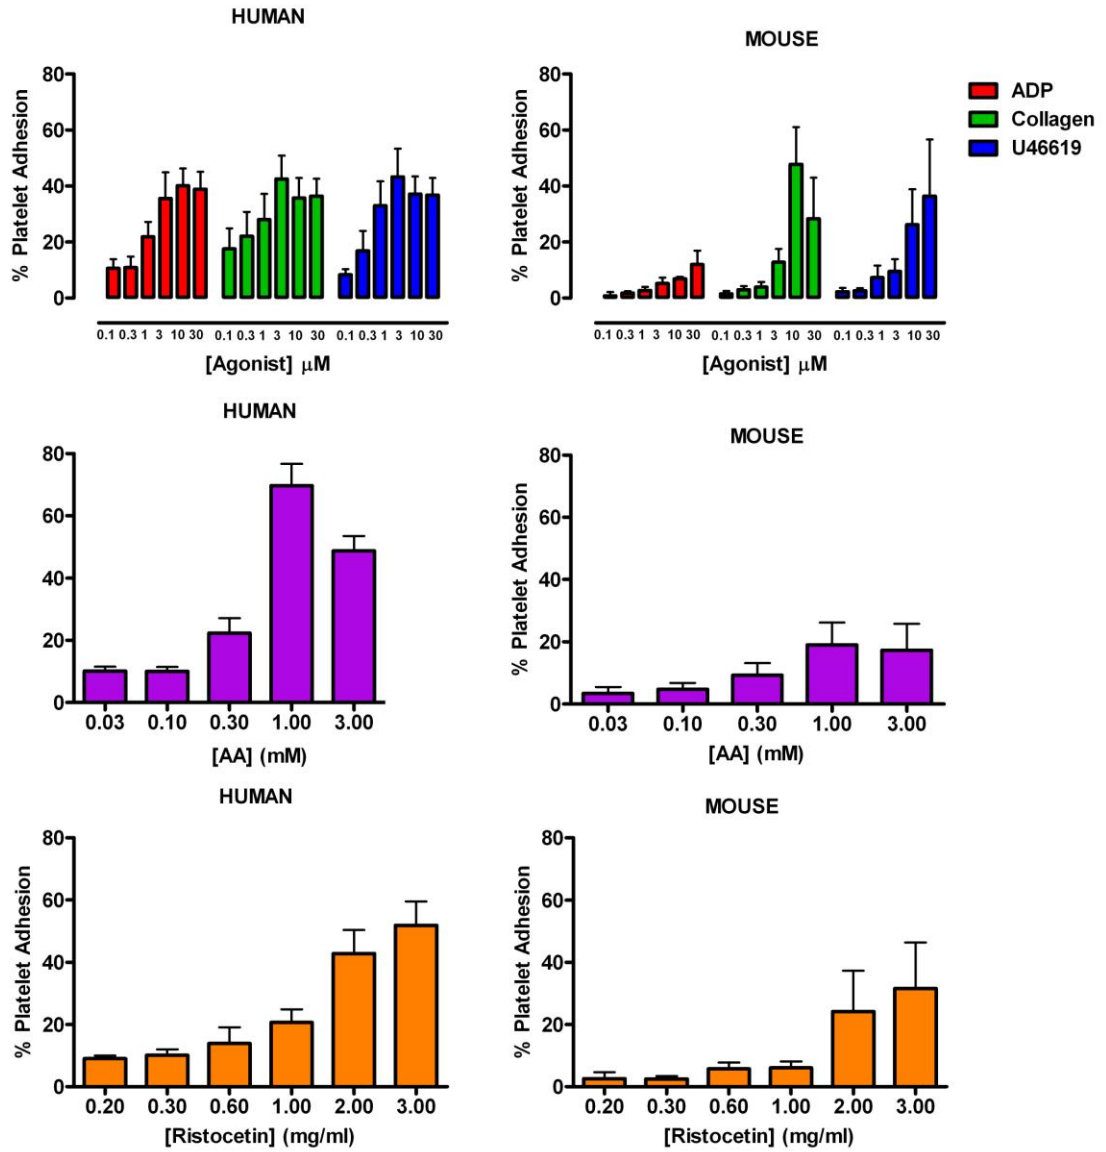 HUMAN
% Platelet Adhesion
80
60
40
20
0
0.1 0.3 1 3 10 30 0.1 0.3 1 3 10 30 0.1 0.3 1 3 10 30
[Agonist] μM
MOUSE
% Platelet Adhesion
80
60
40
20
0
0.1 0.3 1 3 10 30 0.1 0.3 1 3 10 30 0.1 0.3 1 3 10 30
[Agonist] μM
ADP
Collagen
U46619
HUMAN
80
60
40
20
0
0.03 0.10 0.30 1.00 3.00
[AA] (mM)
MOUSE
% Platelet Adhesion
80
60
40
20
0
0.03 0.10 0.30 1.00 3.00
[AA] (mM)
HUMAN
% Platelet Adhesion
80
60
40
20
0
0.20 0.30 0.60 1.00 2.00 3.00
[Ristocetin] (mg/ml)
MOUSE
% Platelet Adhesion
80
60
40
20
0
0.20 0.30 0.60 1.00 2.00 3.00
[Ristocetin] (mg/ml)